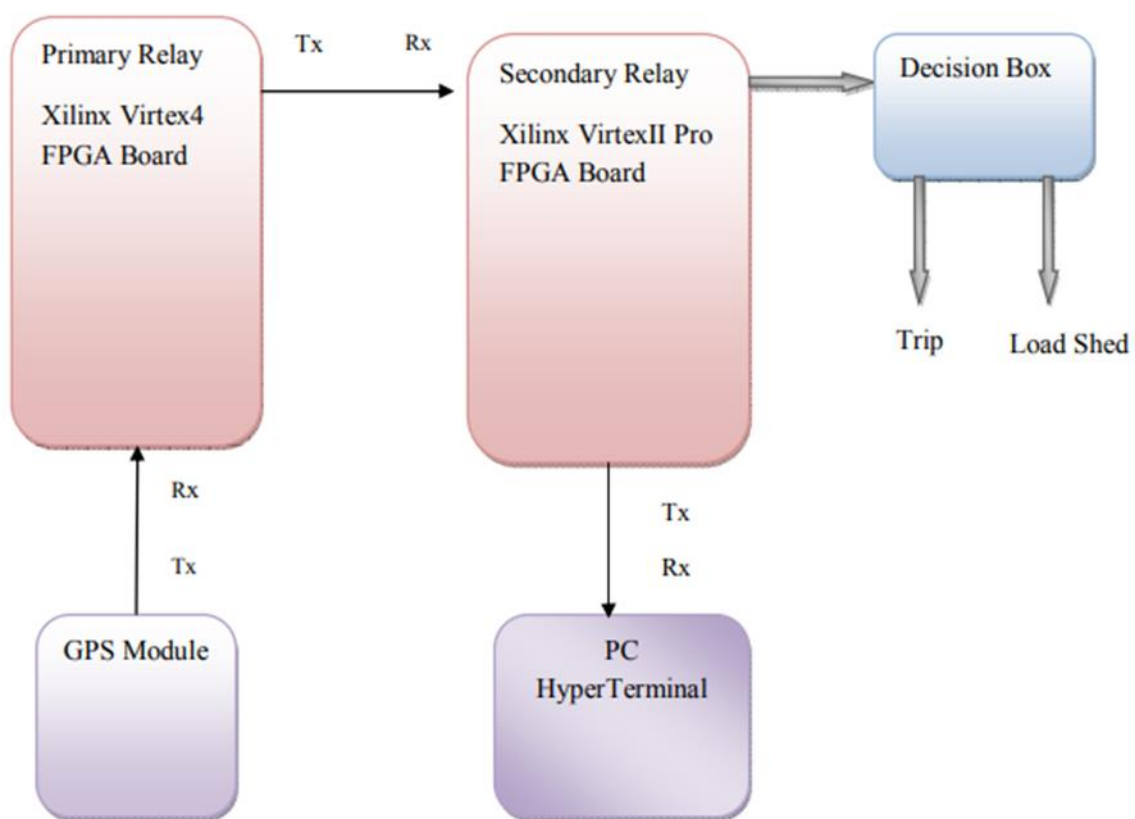 Primary Relay
Xilinx Virtex4
FPGA Board
Tx
Rx
Secondary Relay
Xilinx VirtexII Pro
FPGA Board
Decision Box
Trip
Load Shed
Rx
Tx
GPS Module
Tx
Rx
PC
HyperTerminal